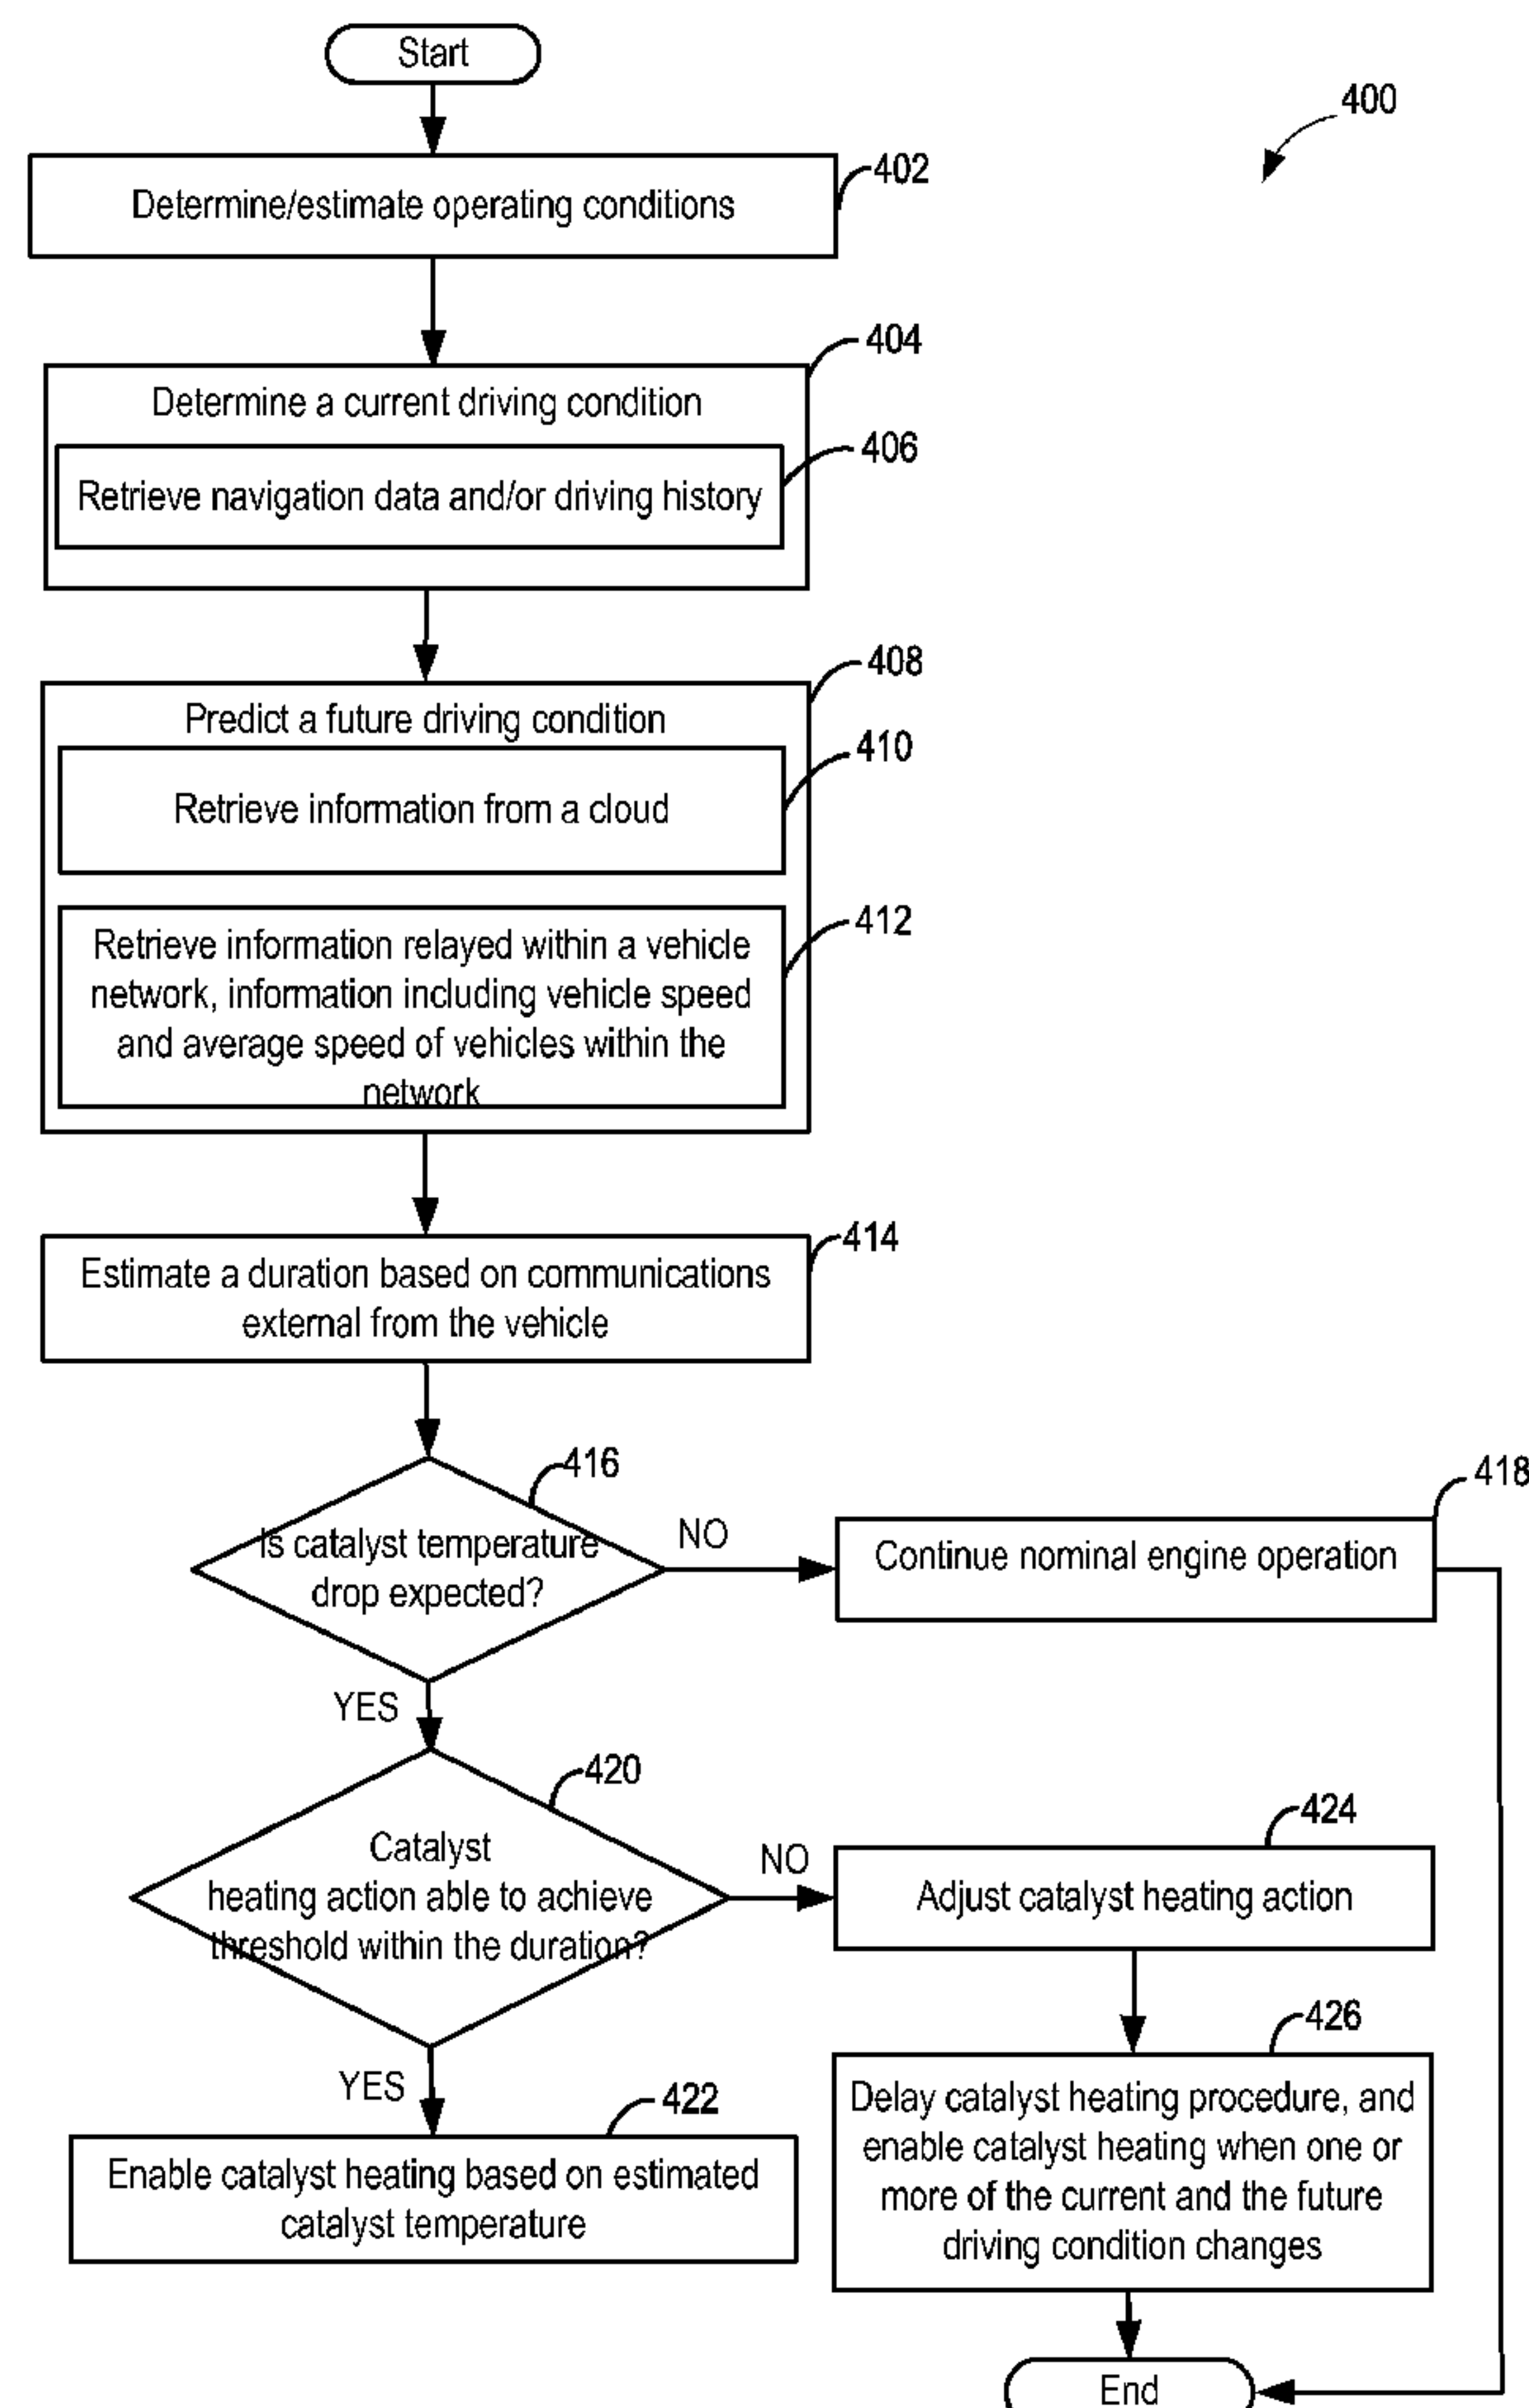 Start
400
402
Determine/estimate operating conditions
404
Determine a current driving condition
406
Retrieve navigation data and/or driving history
408
Predict a future driving condition
410
Retrieve information from a cloud
412
Retrieve information relayed within a vehicle
network, information including vehicle speed
and average speed of vehicles within the
network
414
Estimate a duration based on communications
external from the vehicle
416
Is catalyst temperature
drop expected?
NO
418
Continue nominal engine operation
YES
420
Catalyst
heating action able to achieve
threshold within the duration?
NO
424
Adjust catalyst heating action
YES
422
Enable catalyst heating based on estimated
catalyst temperature
426
Delay catalyst heating procedure, and
enable catalyst heating when one or
more of the current and the future
driving condition changes
End